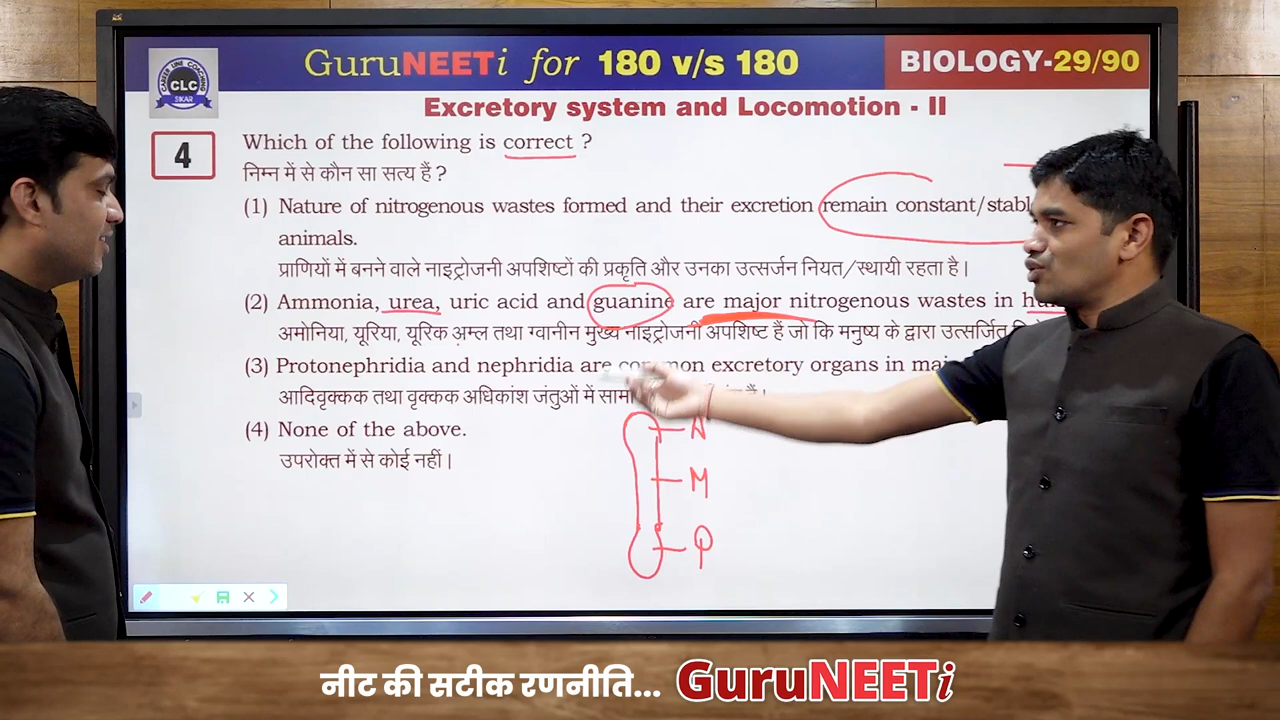 GuruNEETi for 180 v/s 180
BIOLOGY-29/90
CAREER LINE COACHING
CLC
SIKAR
Excretory system and Locomotion - II
4
Which of the following is correct ?
निम्न में से कौन सा सत्य हैं ?
(1) Nature of nitrogenous wastes formed and their excretion remain constant/stabl
animals.
प्राणियों में बनने वाले नाइट्रोजनी अपशिष्टों की प्रकृति और उनका उत्सर्जन नियत/स्थायी रहता है।
(2) Ammonia, urea, uric acid and guanine are major nitrogenous wastes in hu
अमोनिया, यूरिया, यूरिक अम्ल तथा ग्वानीन मुख्य नाइट्रोजनी अपशिष्ट हैं जो कि मनुष्य के द्वारा उत्सर्जित
(3) Protonephridia and nephridia are common excretory organs in maj
आदिवृक्कक तथा वृक्कक अधिकांश जंतुओं में सामा हैं।
(4) None of the above.
उपरोक्त में से कोई नहीं।
M
P
नीट की सटीक रणनीति... GuruNEETi